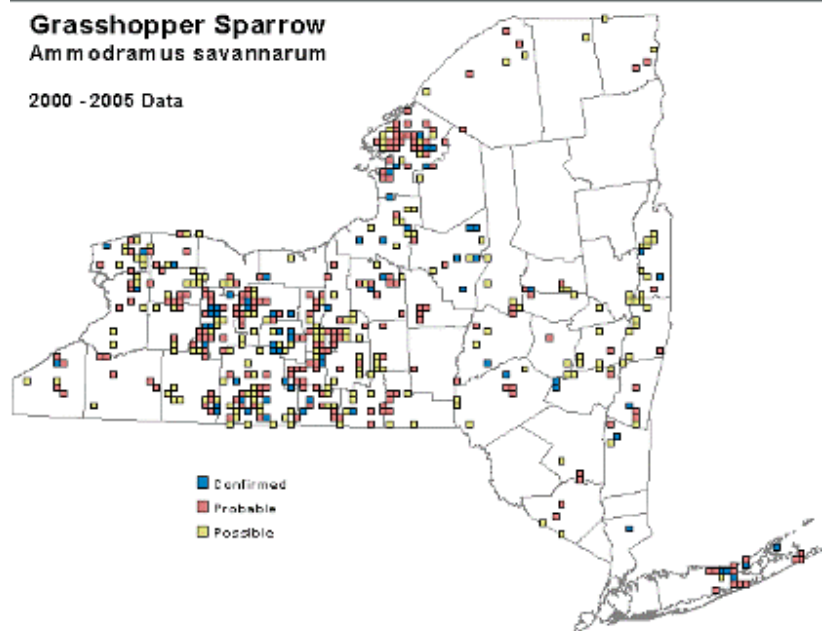 Grasshopper Sparrow
Ammodramus savannarum
2000 - 2005 Data
Confirmed
Probable
Possible